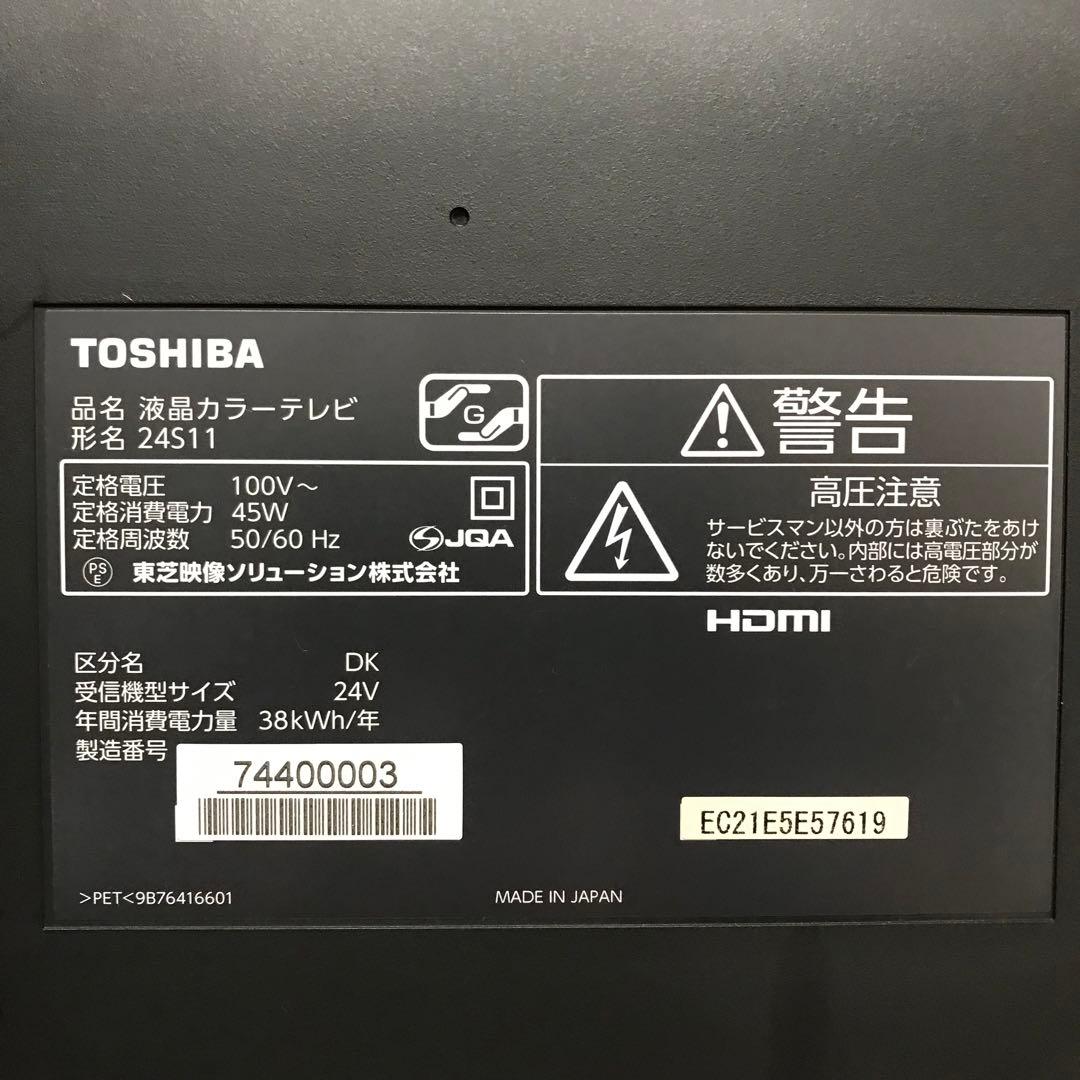 TOSHIBA
品名 液晶カラーテレビ
形名 24S11
G
定格電圧 100V～
定格消費電力 45W
定格周波数 50/60 Hz
JQA
PSE 東芝映像ソリューション株式会社
警告
高圧注意
サービスマン以外の方は裏ぶたをあけ
ないでください。内部には高電圧部分が
数多くあり、万一さわると危険です。
HDMI
区分名 DK
受信機型サイズ 24V
年間消費電力量 38kWh/年
製造番号
74400003
EC21E5E57619
>PET<9B76416601
MADE IN JAPAN